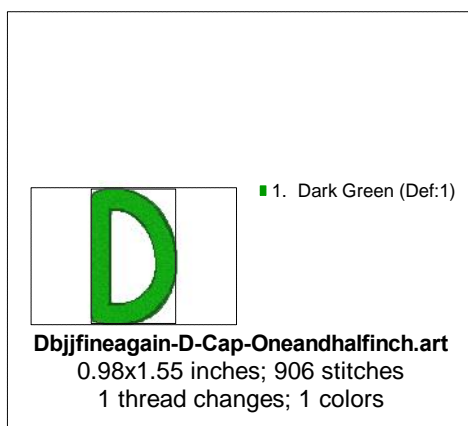 1. Dark Green (Def:1)
D
Dbjjfineagain-D-Cap-Oneandhalfinch.art
0.98x1.55 inches; 906 stitches
1 thread changes; 1 colors